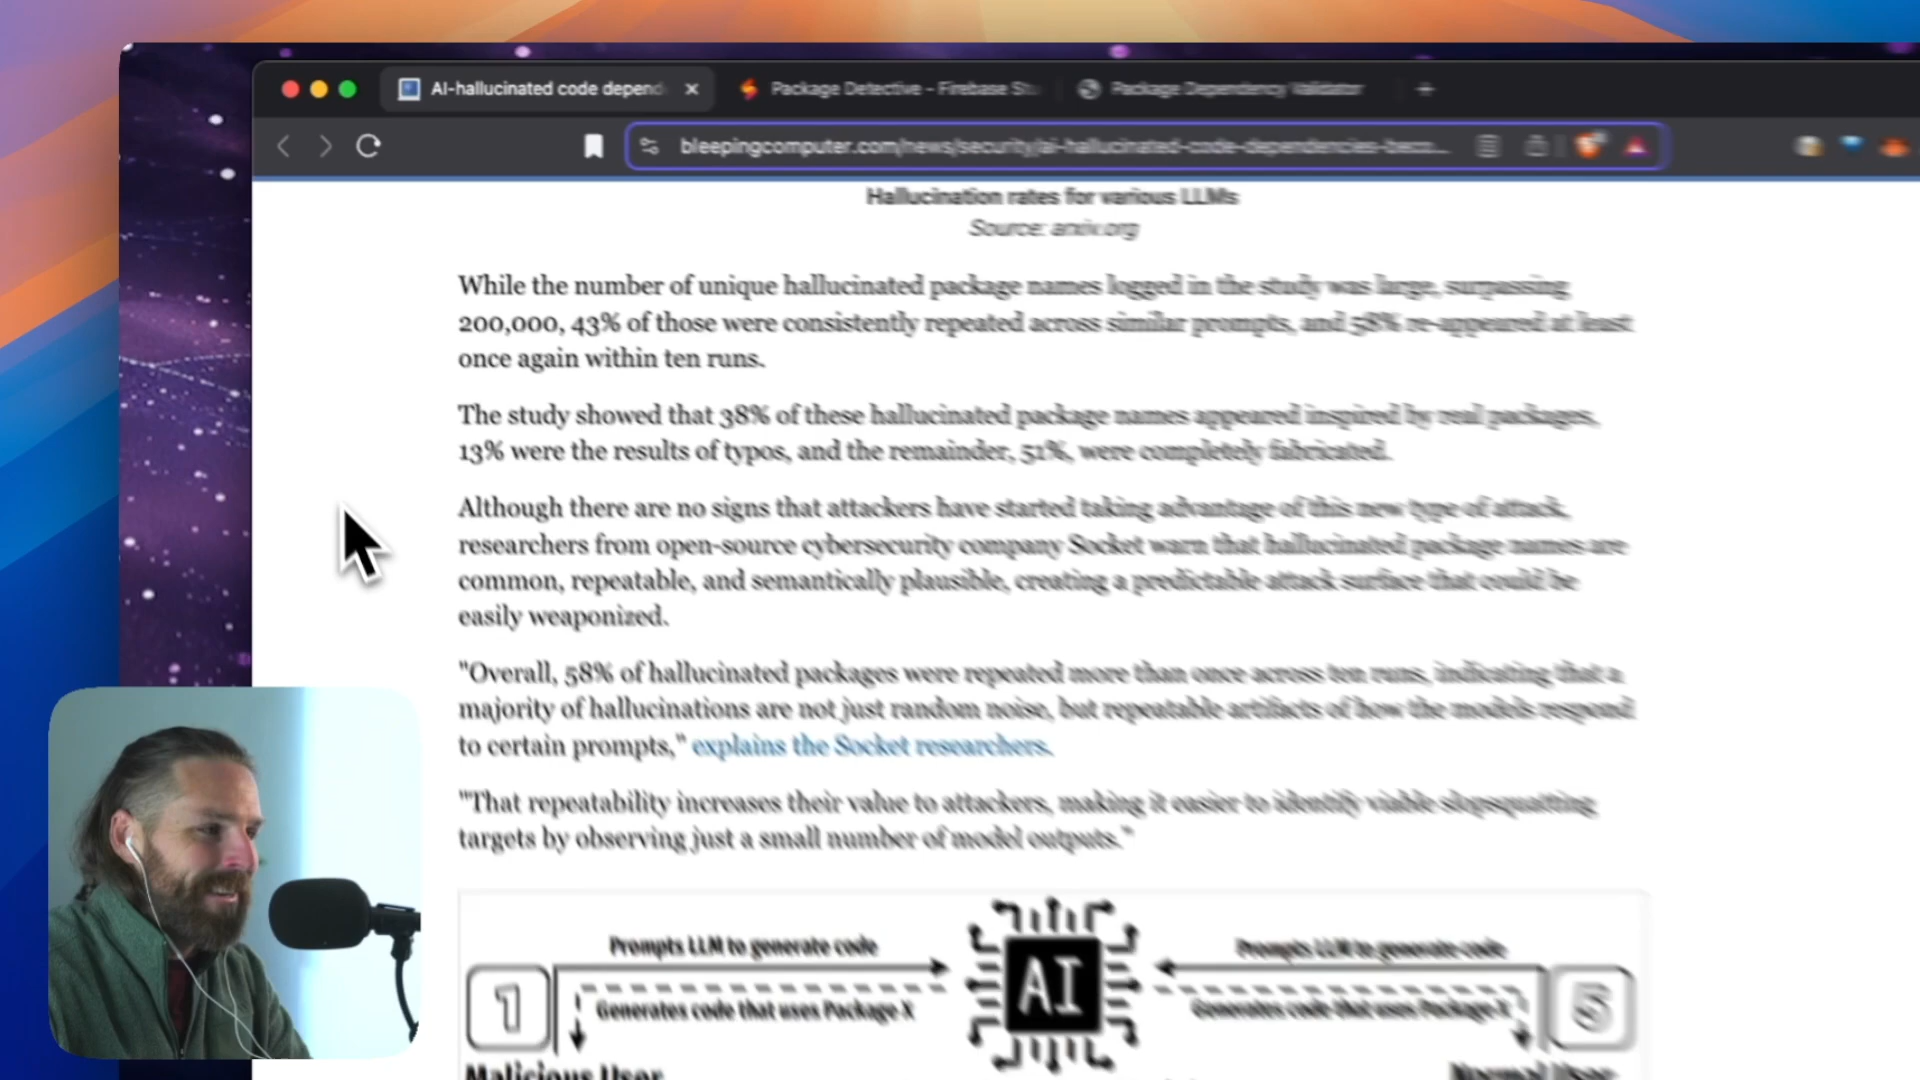 AI-hallucinated code depend
Package Detective - Firebase Stu
Package Dependency Validator
bleepingcomputer.com/news/security/ai-hallucinated-code-dependencies-beco...
Hallucination rates for various LLMs
Source: arxiv.org
While the number of unique hallucinated package names logged in the study was large, surpassing
200,000, 43% of those were consistently repeated across similar prompts, and 58% re-appeared at least
once again within ten runs.
The study showed that 38% of these hallucinated package names appeared inspired by real packages,
13% were the results of typos, and the remainder, 51%, were completely fabricated.
Although there are no signs that attackers have started taking advantage of this new type of attack,
researchers from open-source cybersecurity company Socket warn that hallucinated package names are
common, repeatable, and semantically plausible, creating a predictable attack surface that could be
easily weaponized.
"Overall, 58% of hallucinated packages were repeated more than once across ten runs, indicating that a
majority of hallucinations are not just random noise, but repeatable artifacts of how the models respond
to certain prompts," explains the Socket researchers.
"That repeatability increases their value to attackers, making it easier to identify viable slopsquatting
targets by observing just a small number of model outputs."
Prompts LLM to generate code
Prompts LLM to generate code
AI
1
Generates code that uses Package X
Generates code that uses Package X
5
Malicious User
Normal User